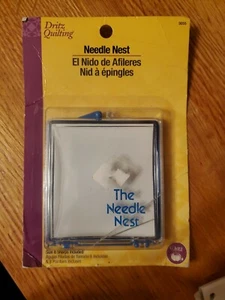 Dritz
Quilting
Needle Nest
El Nido de Afileres
Nid à épingles
The
Needle
Nest